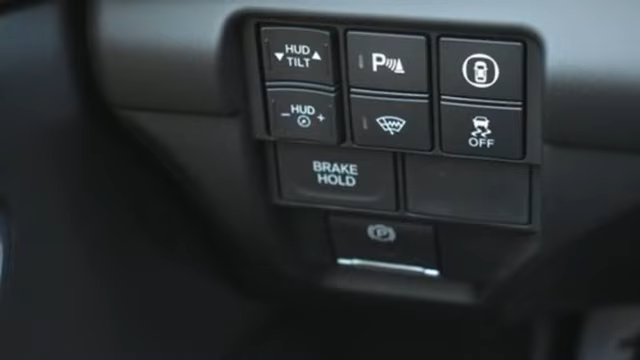 HUD
TILT
P
- HUD +
OFF
BRAKE
HOLD
P